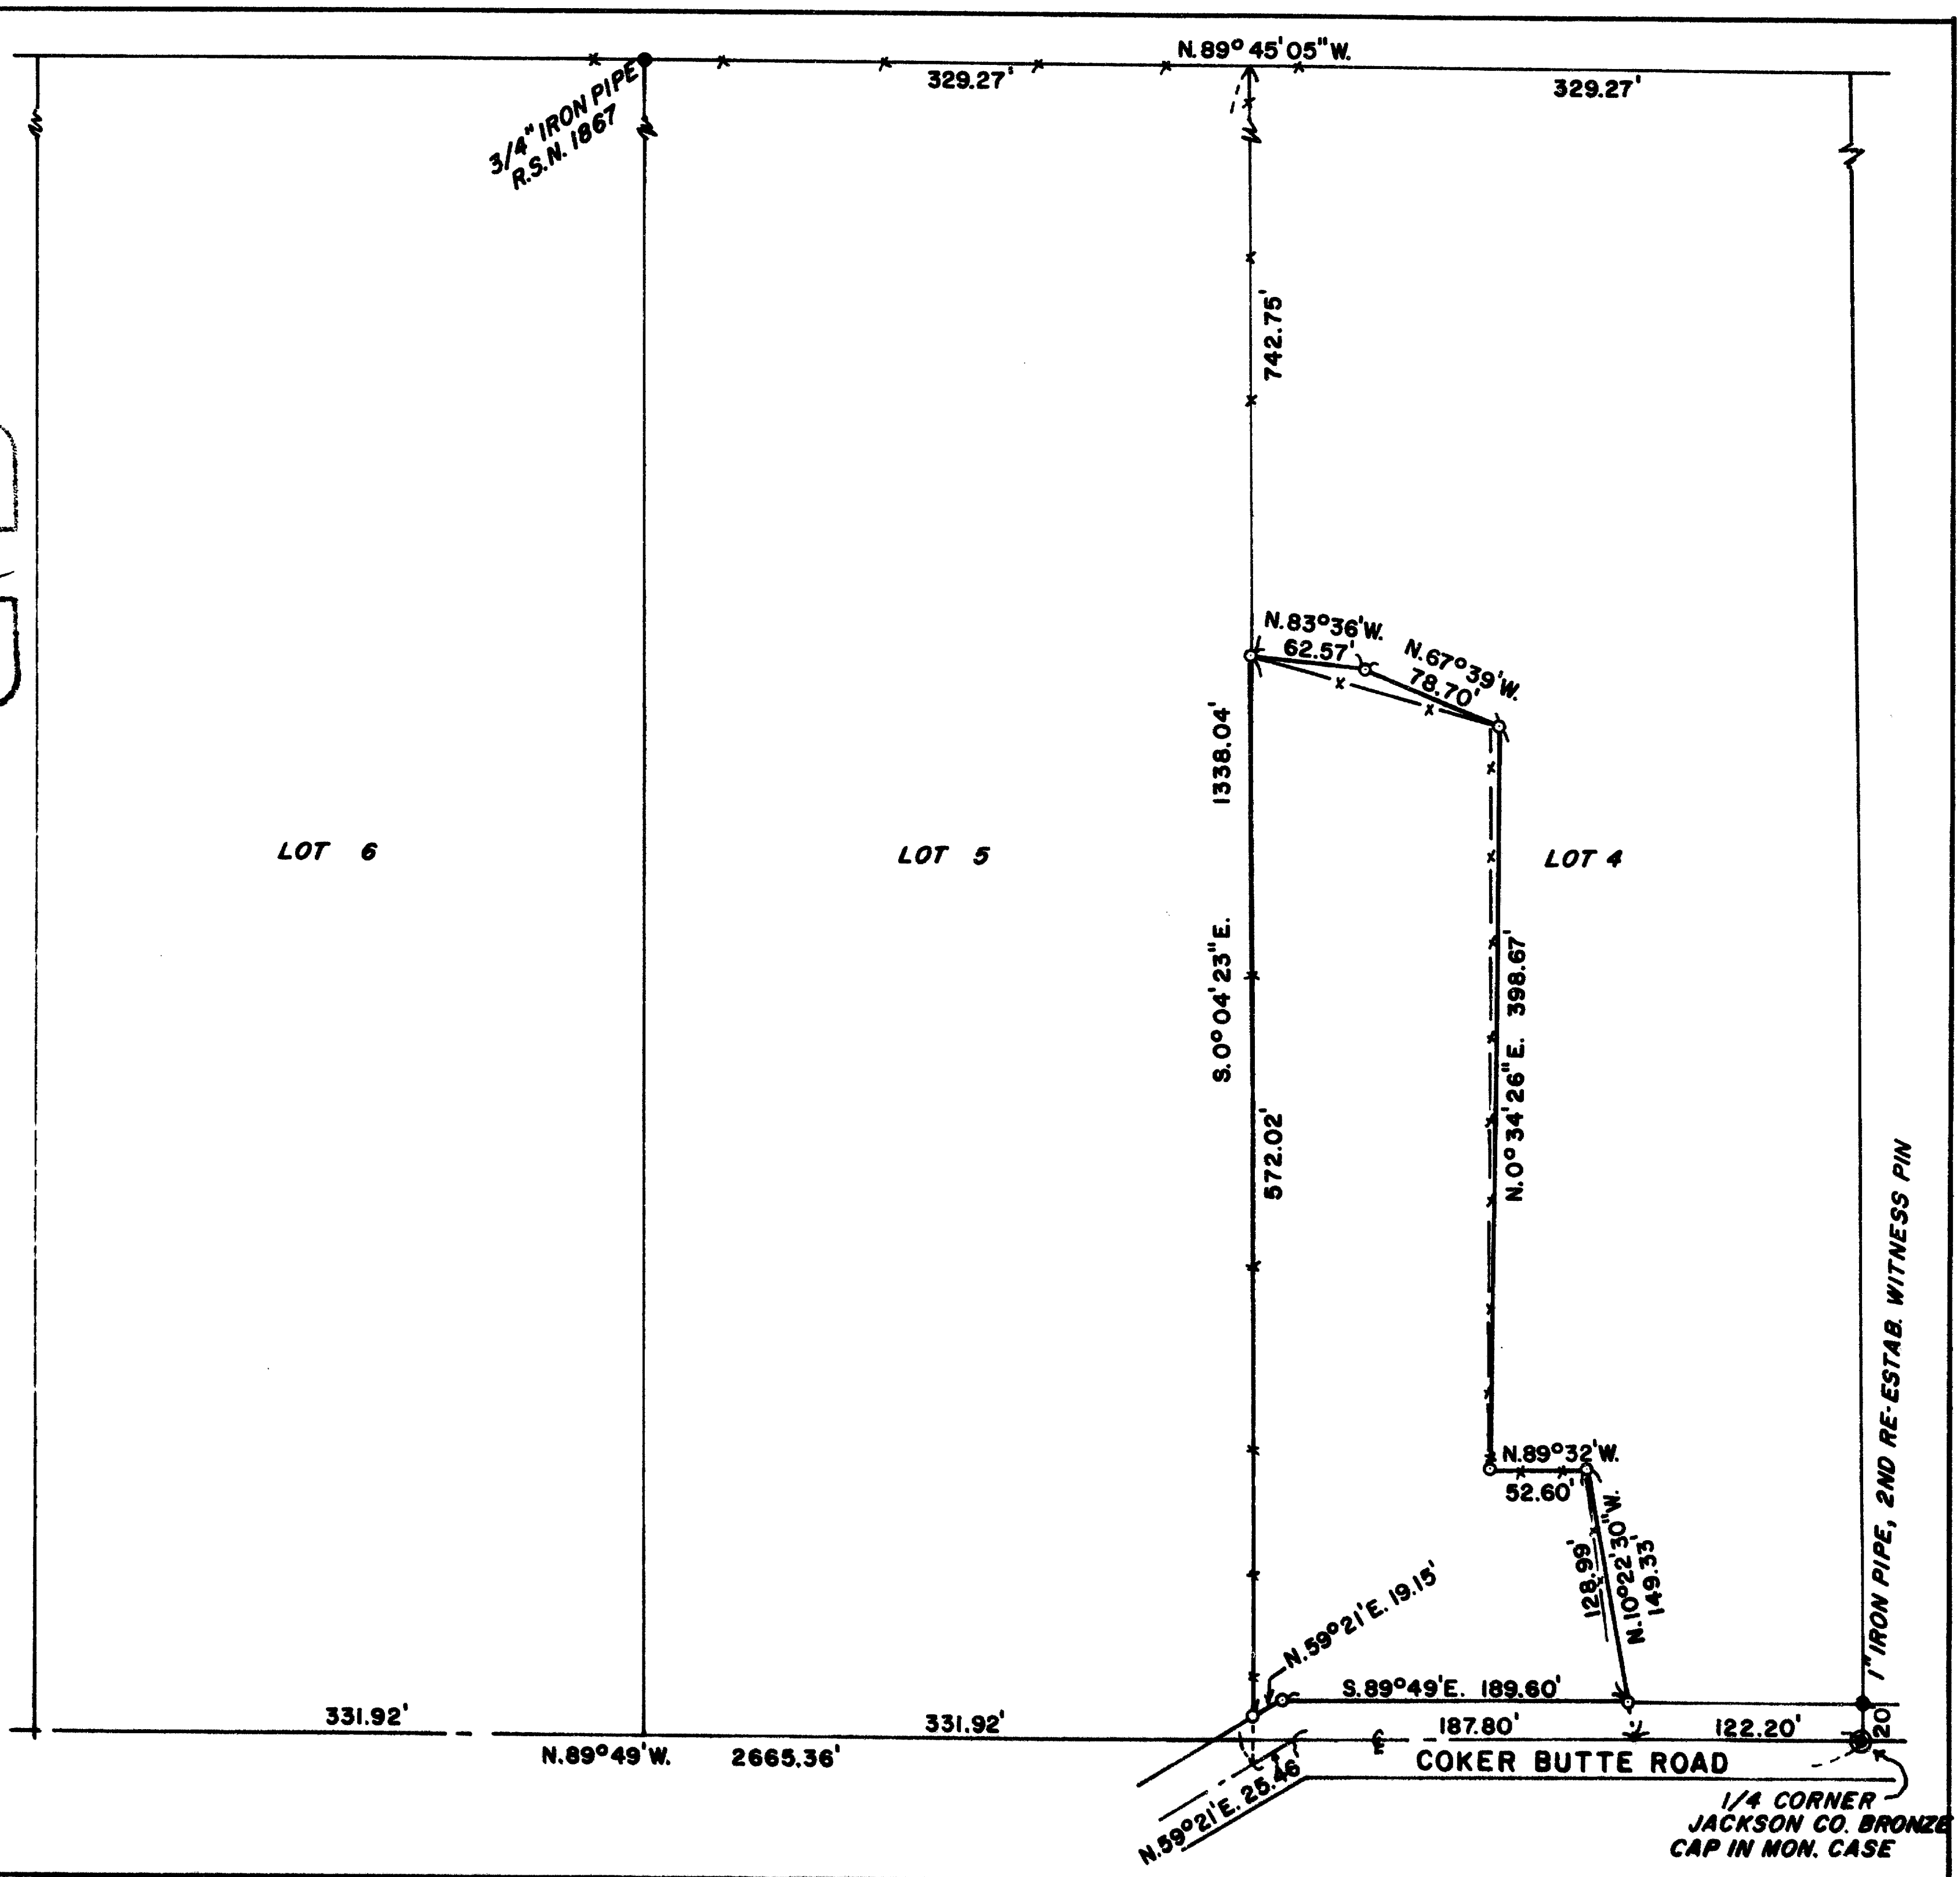 N.89°45'05"W.
329.27'
329.27'
3/4" IRON PIPE
R.S.N. 1867
742.75'
N.83°36'W.
62.57'
N.67°39'W.
78.70'
1338.04'
LOT 6
LOT 5
LOT 4
S.0°04'23"E.
N.0°34'26"E. 398.67'
572.02'
1" IRON PIPE, 2ND RE-ESTAB. WITNESS PIN
N.89°32'W.
52.60'
128.99'
N.10°22'30"W.
149.33'
N.59°21'E. 19.15'
S.89°49'E. 189.60'
331.92'
331.92'
187.80'
122.20'
20'
N.89°49'W. 2665.36'
COKER BUTTE ROAD
N.59°21'E. 25.46'
1/4 CORNER
JACKSON CO. BRONZE
CAP IN MON. CASE